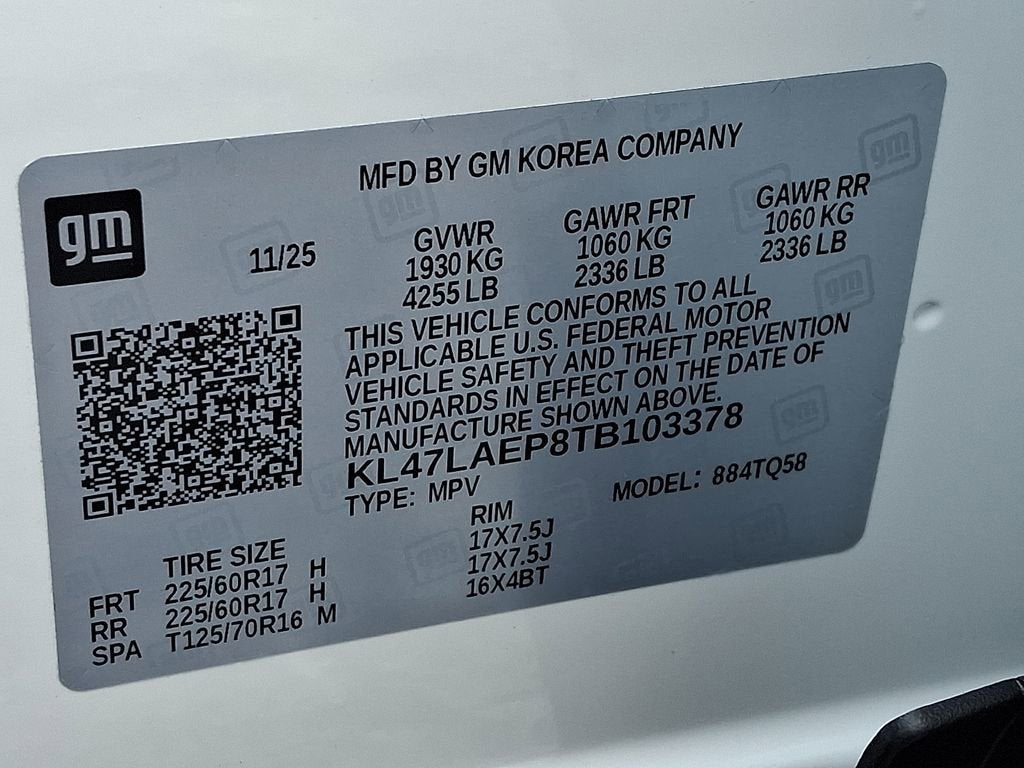 MFD BY GM KOREA COMPANY
gm
11/25
GVWR
1930 KG
4255 LB
GAWR FRT
1060 KG
2336 LB
GAWR RR
1060 KG
2336 LB
THIS VEHICLE CONFORMS TO ALL
APPLICABLE U.S. FEDERAL MOTOR
VEHICLE SAFETY AND THEFT PREVENTION
STANDARDS IN EFFECT ON THE DATE OF
MANUFACTURE SHOWN ABOVE.
KL47LAEP8TB103378
TYPE: MPV
MODEL: 884TQ58
TIRE SIZE
RIM
FRT 225/60R17 H 17X7.5J
RR 225/60R17 H 17X7.5J
SPA T125/70R16 M 16X4BT